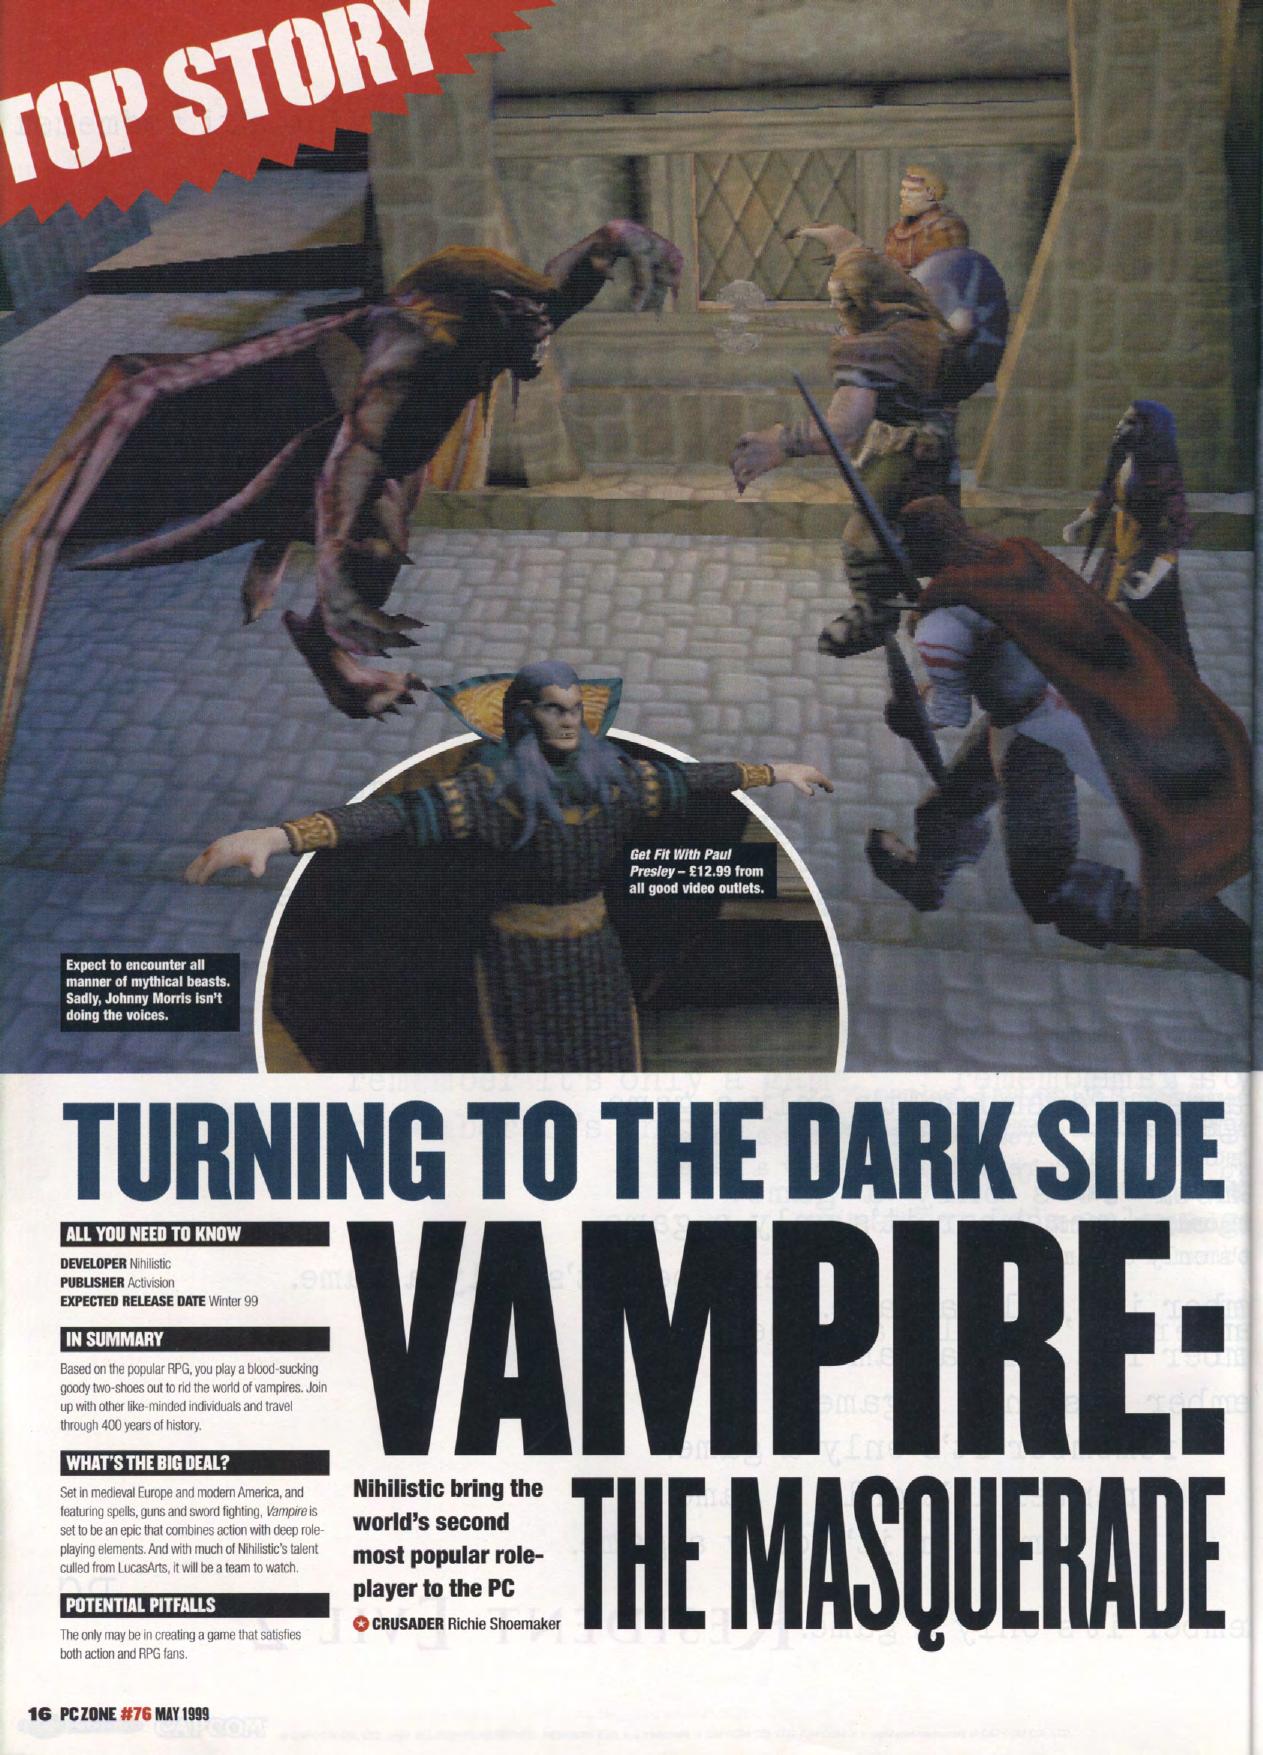 TOP STORY
Get Fit With Paul
Presley – £12.99 from
all good video outlets.
Expect to encounter all
manner of mythical beasts.
Sadly, Johnny Morris isn't
doing the voices.
TURNING TO THE DARK SIDE
VAMPIRE:
THE MASQUERADE
ALL YOU NEED TO KNOW
DEVELOPER Nihilistic
PUBLISHER Activision
EXPECTED RELEASE DATE Winter 99
IN SUMMARY
Based on the popular RPG, you play a blood-sucking
goody two-shoes out to rid the world of vampires. Join
up with other like-minded individuals and travel
through 400 years of history.
WHAT'S THE BIG DEAL?
Set in medieval Europe and modern America, and
featuring spells, guns and sword fighting, Vampire is
set to be an epic that combines action with deep role-
playing elements. And with much of Nihilistic's talent
culled from LucasArts, it will be a team to watch.
POTENTIAL PITFALLS
The only may be in creating a game that satisfies
both action and RPG fans.
Nihilistic bring the
world's second
most popular role-
player to the PC
CRUSADER Richie Shoemaker
16 PC ZONE #76 MAY 1999